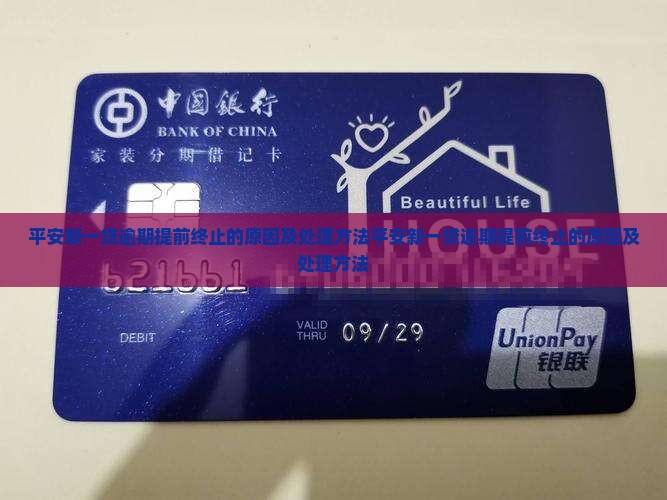 中国银行
BANK OF CHINA
家装分期借记卡
Beautiful Life
HOUSE
平安新一贷逾期提前终止的原因及处理方法平安新一贷逾期提前终止的原因及
处理方法
621661
DEBIT
VALID
THRU
09/29
UnionPay
银联